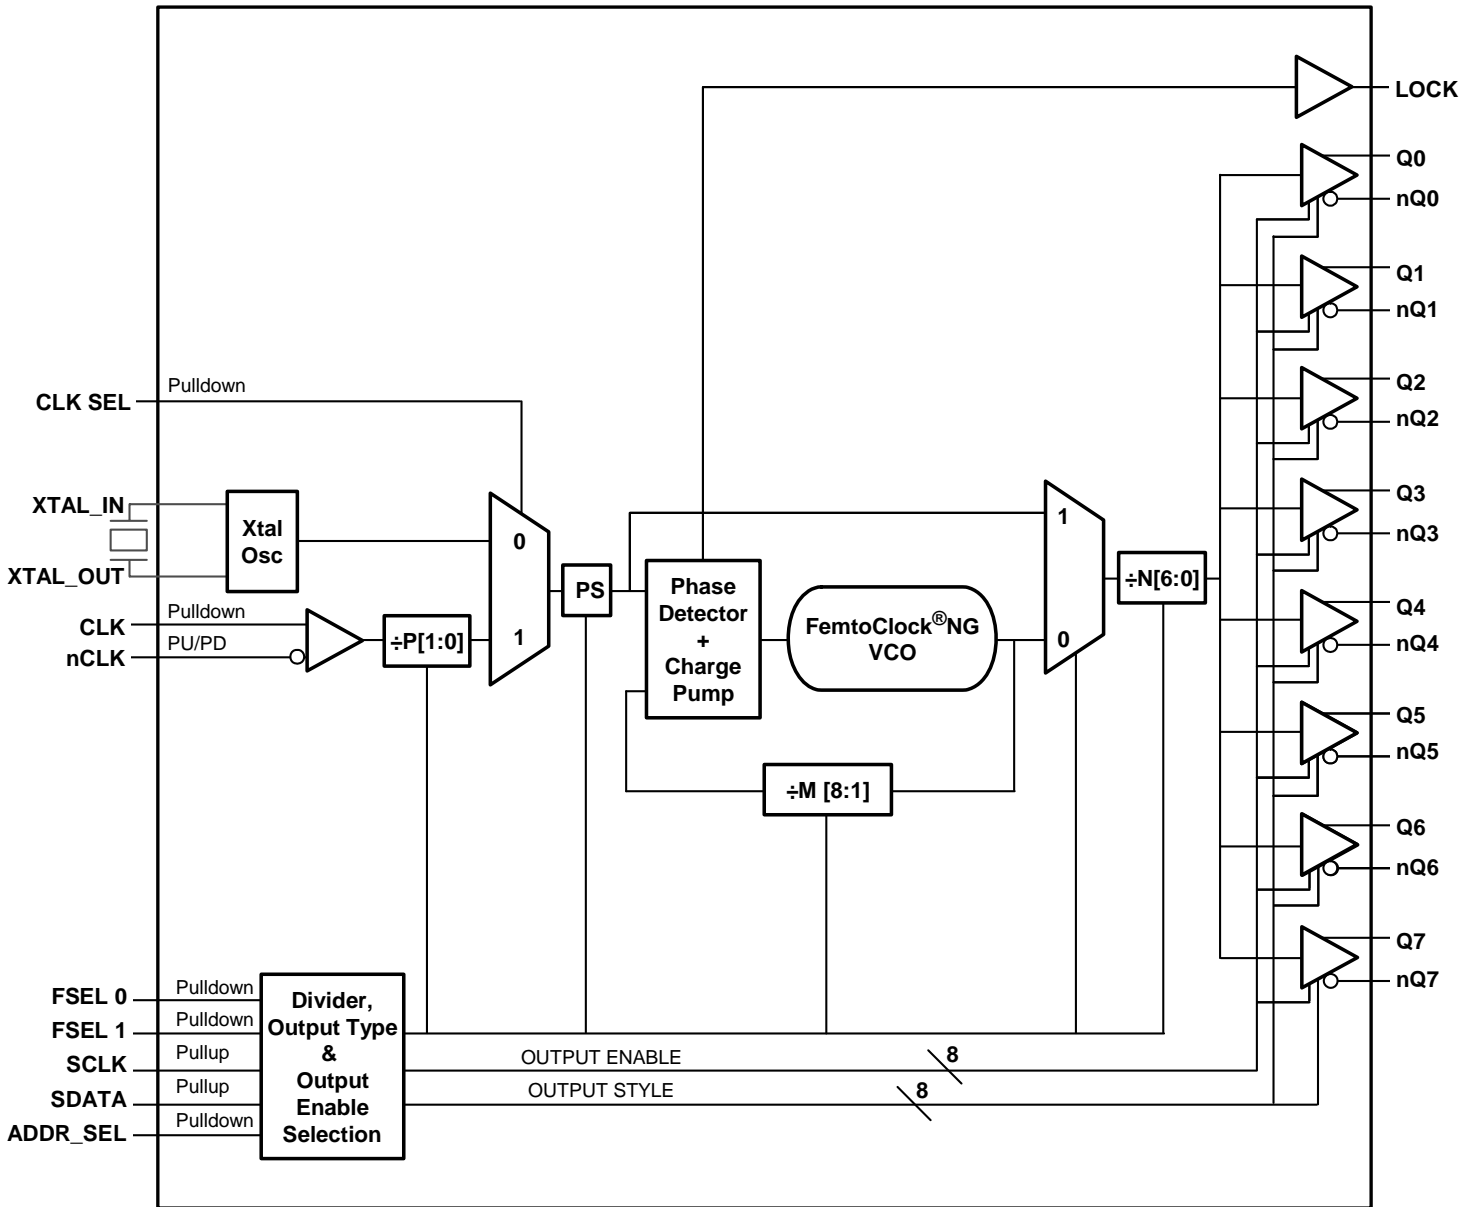 LOCK
Q0
nQ0
Q1
nQ1
Q2
nQ2
Q3
nQ3
Q4
nQ4
Q5
nQ5
Q6
nQ6
Q7
nQ7
CLK SEL
Pulldown
XTAL_IN
XTAL_OUT
Xtal
Osc
CLK
Pulldown
nCLK
PU/PD
÷P[1:0]
0
1
PS
Phase
Detector
+
Charge
Pump
FemtoClock®NG
VCO
÷M [8:1]
1
0
÷N[6:0]
FSEL 0
Pulldown
FSEL 1
Pulldown
SCLK
Pullup
SDATA
Pullup
ADDR_SEL
Pulldown
Divider,
Output Type
&
Output
Enable
Selection
OUTPUT ENABLE
8
OUTPUT STYLE
8